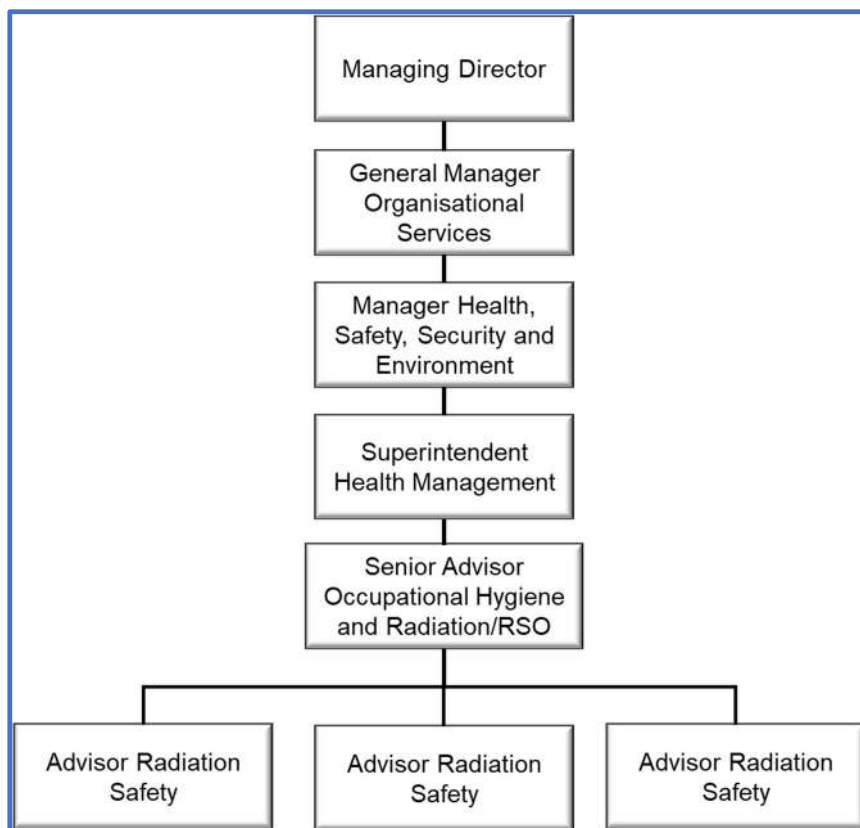 Managing Director
General Manager
Organisational
Services
Manager Health,
Safety, Security and
Environment
Superintendent
Health Management
Senior Advisor
Occupational Hygiene
and Radiation/RSO
Advisor Radiation
Safety
Advisor Radiation
Safety
Advisor Radiation
Safety